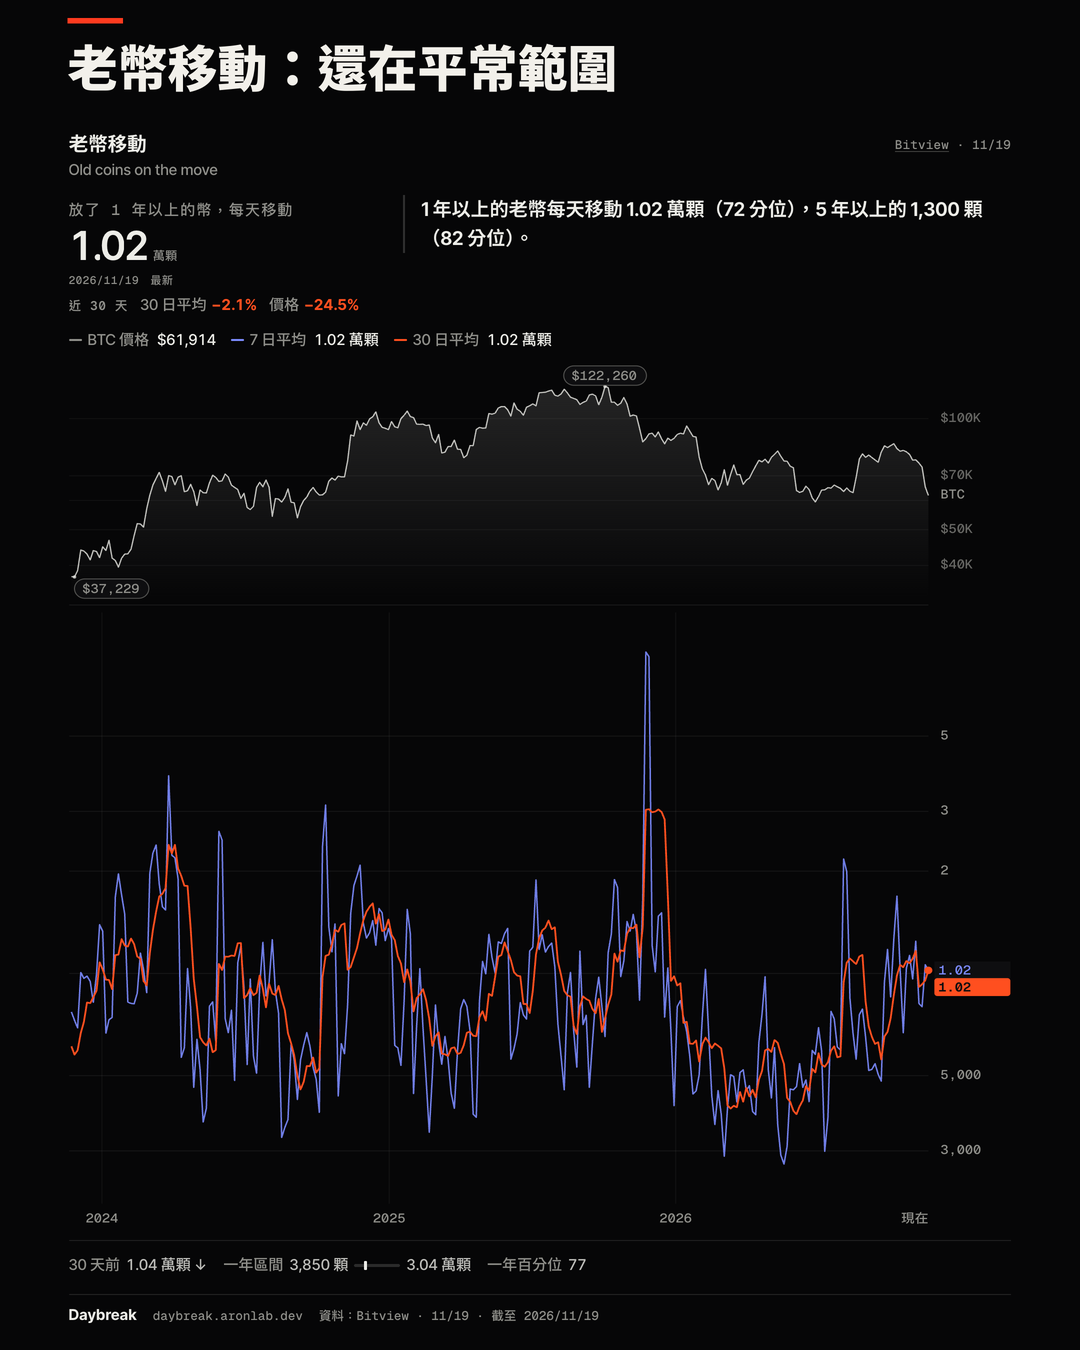 老幣移動：還在平常範圍
老幣移動
Old coins on the move
Bitview · 11/19
放了 1 年以上的幣，每天移動
1.02 萬顆
2026/11/19 最新
1 年以上的老幣每天移動 1.02 萬顆（72 分位），5 年以上的 1,300 顆
（82 分位）。
近 30 天 30 日平均 −2.1% 價格 −24.5%
BTC 價格 $61,914 7 日平均 1.02 萬顆 30 日平均 1.02 萬顆
$122,260
$100K
$70K
BTC
$50K
$40K
$37,229
5
3
2
1.02
1.02
5,000
3,000
2024 2025 2026 現在
30 天前 1.04 萬顆 ↓ 一年區間 3,850 顆 3.04 萬顆 一年百分位 77
Daybreak daybreak.aronlab.dev 資料：Bitview · 11/19 · 截至 2026/11/19